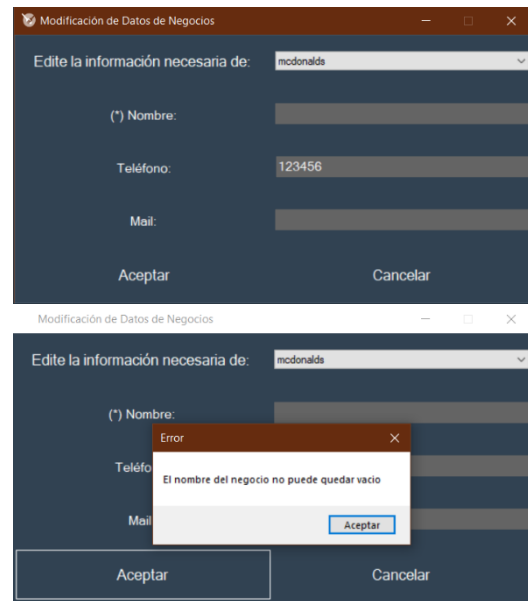 Modificación de Datos de Negocios
Edite la información necesaria de: mcdonalds
(*) Nombre:
Teléfono: 123456
Mail:
Aceptar Cancelar
Modificación de Datos de Negocios
Edite la información necesaria de: mcdonalds
(*) Nombre:
Error
Teléfo
El nombre del negocio no puede quedar vacio
Mail
Aceptar
Aceptar Cancelar